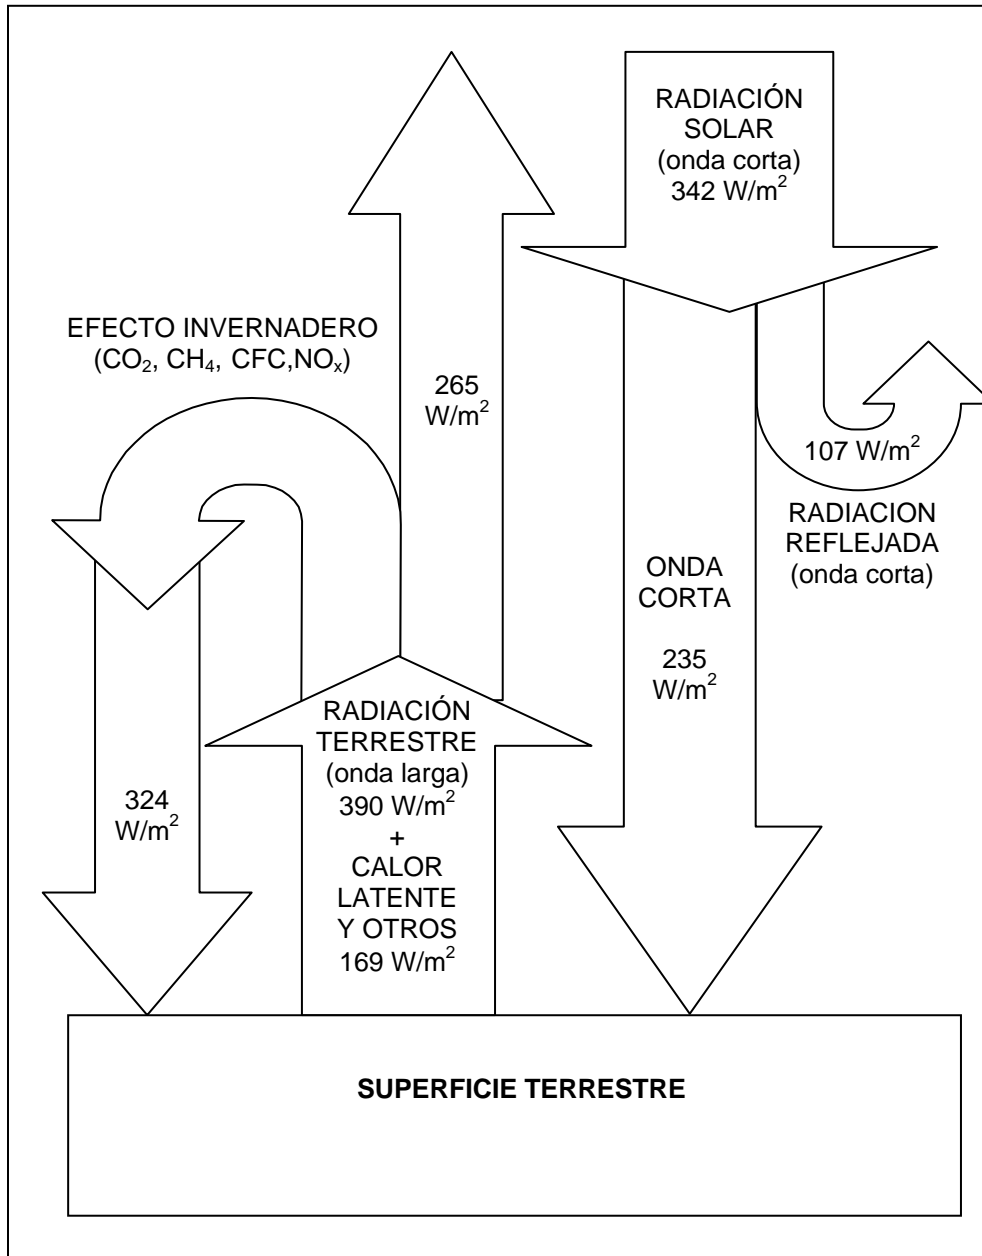 RADIACIÓN
SOLAR
(onda corta)
342 W/m²
EFECTO INVERNADERO
(CO₂, CH₄, CFC,NOₓ)
265
W/m²
107 W/m²
RADIACION
REFLEJADA
(onda corta)
ONDA
CORTA
235
W/m²
RADIACIÓN
TERRESTRE
(onda larga)
390 W/m²
+
CALOR
LATENTE
Y OTROS
169 W/m²
324
W/m²
SUPERFICIE TERRESTRE